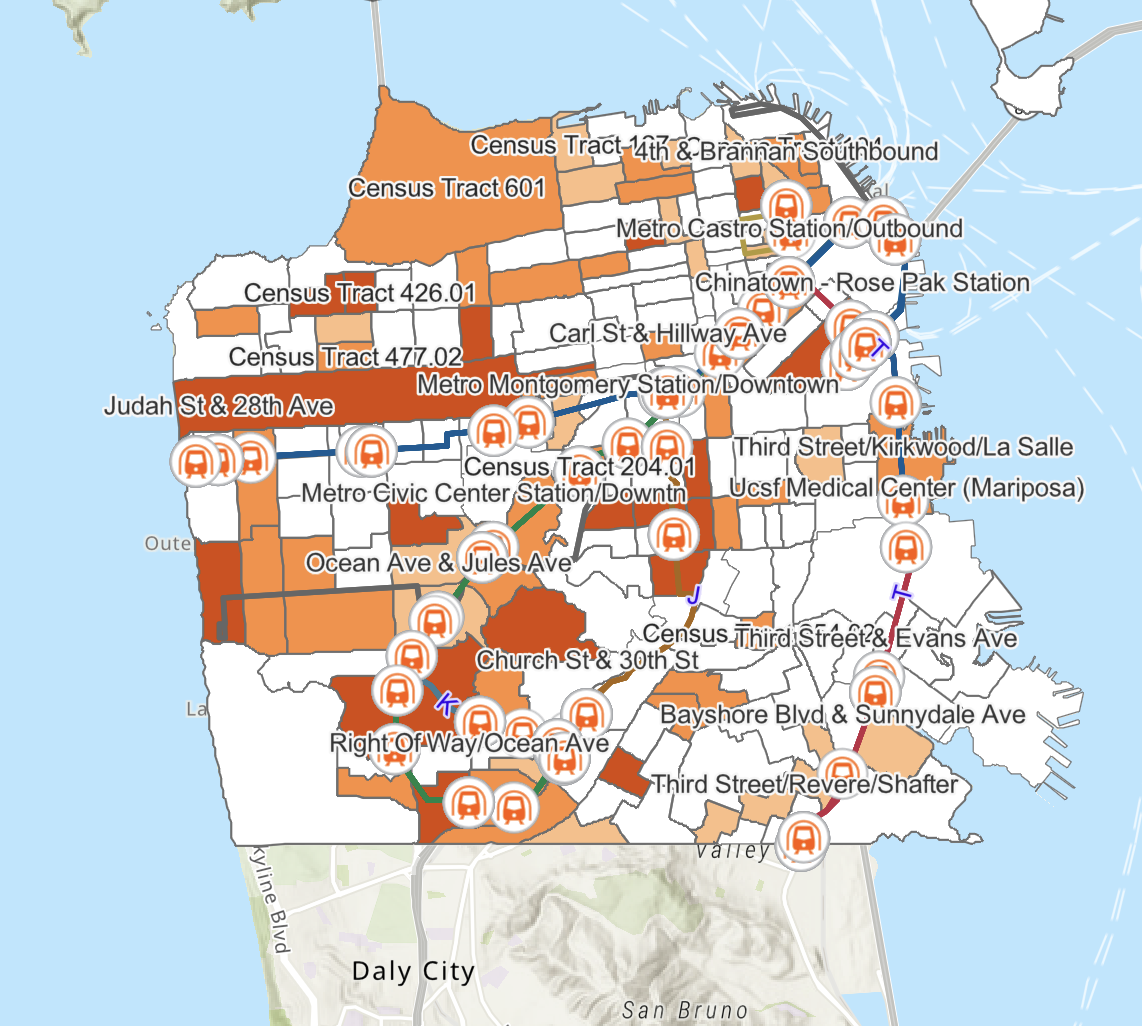 Census Tract
4th & Brannan Southbound
Census Tract 601
Metro Castro Station/Outbound
Chinatown - Rose Pak Station
Census Tract 426.01
Carl St & Hillway Ave
T
Census Tract 477.02
Metro Montgomery Station/Downtown
Judah St & 28th Ave
Third Street/Kirkwood/La Salle
Census Tract 204.01
Ucsf Medical Center (Mariposa)
Metro Civic Center Station/Downtn
Oute
Ocean Ave & Jules Ave
J
T
Census
Third Street & Evans Ave
Church St & 30th St
K
La
Bayshore Blvd & Sunnydale Ave
Right Of Way/Ocean Ave
Third Street/Revere/Shafter
Valley
kyline Blvd
Daly City
San Bruno